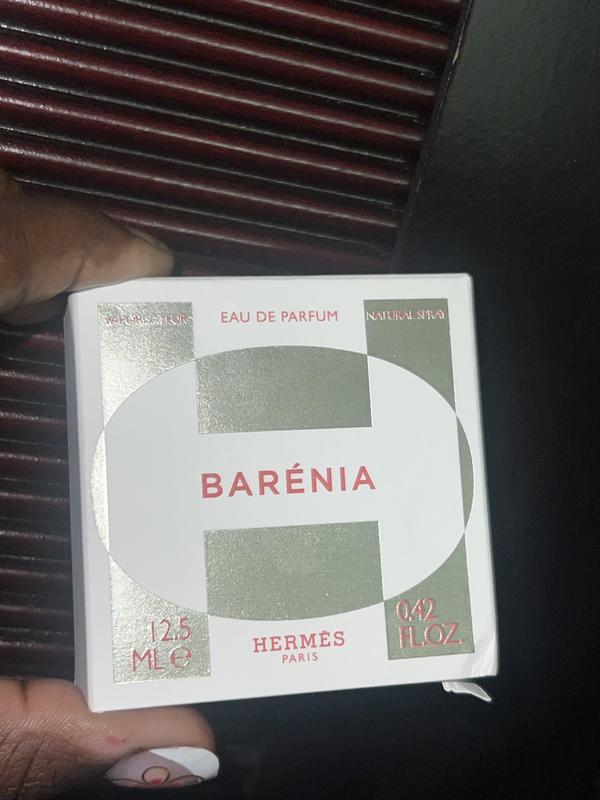 VAPORISATEUR
EAU DE PARFUM
NATURAL SPRAY
BARÉNIA
12.5
ML ℮
HERMÈS
PARIS
0.42
FL.OZ.